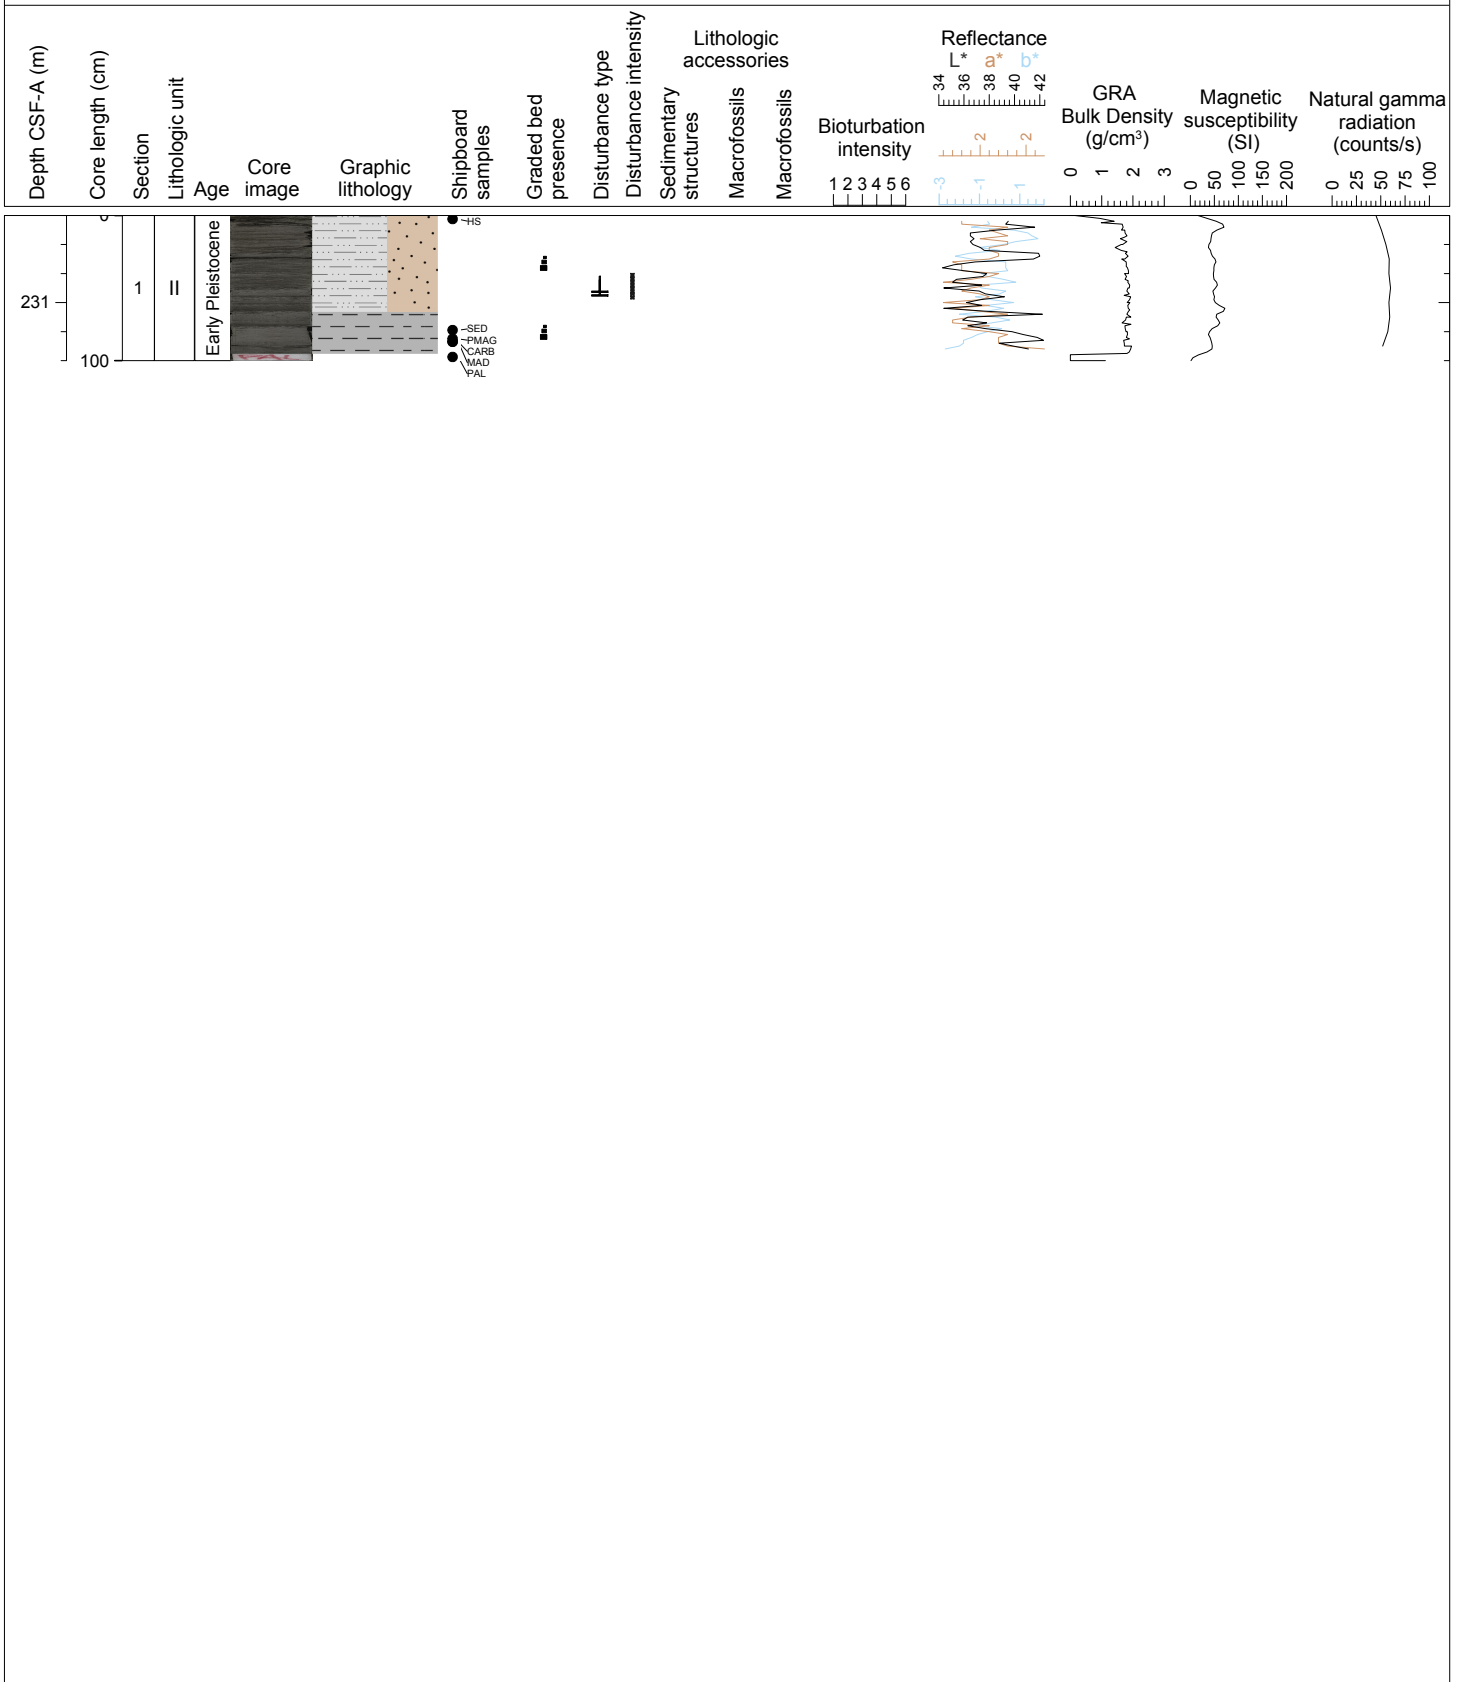 Depth CSF-A (m)
Core length (cm)
Section
Lithologic unit
Age
Core
image
Graphic
lithology
Shipboard
samples
Graded bed
presence
Disturbance type
Disturbance intensity
Lithologic
accessories
Sedimentary
structures
Macrofossils
Macrofossils
Bioturbation
intensity
1 2 3 4 5 6
Reflectance
L* a* b*
34 36 38 40 42
2 2
-3 -1 1
GRA
Bulk Density
(g/cm³)
0 1 2 3
Magnetic
susceptibility
(SI)
0 50 100 150 200
Natural gamma
radiation
(counts/s)
0 25 50 75 100
0
231
100
1
II
Early Pleistocene
PAL
HS
SED
PMAG
CARB
MAD
PAL